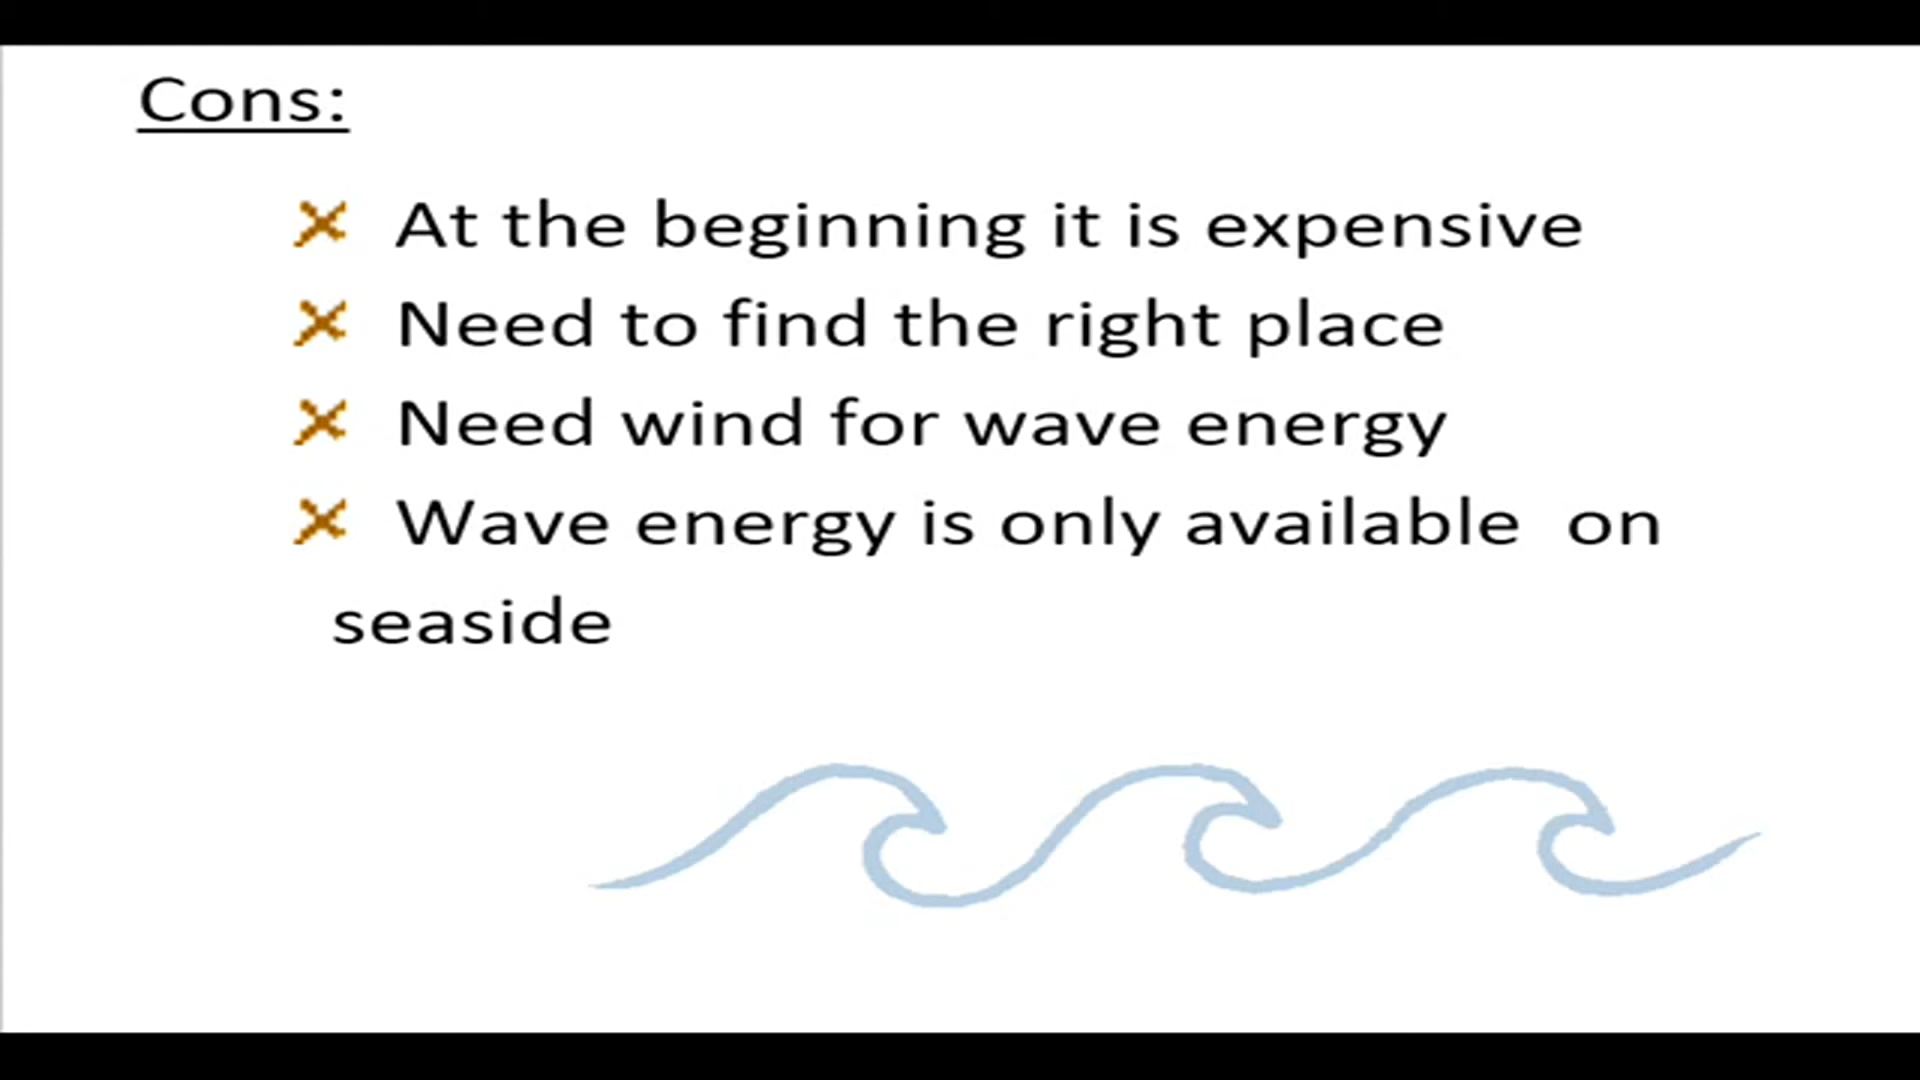 Cons:
At the beginning it is expensive
Need to find the right place
Need wind for wave energy
Wave energy is only available  on
seaside